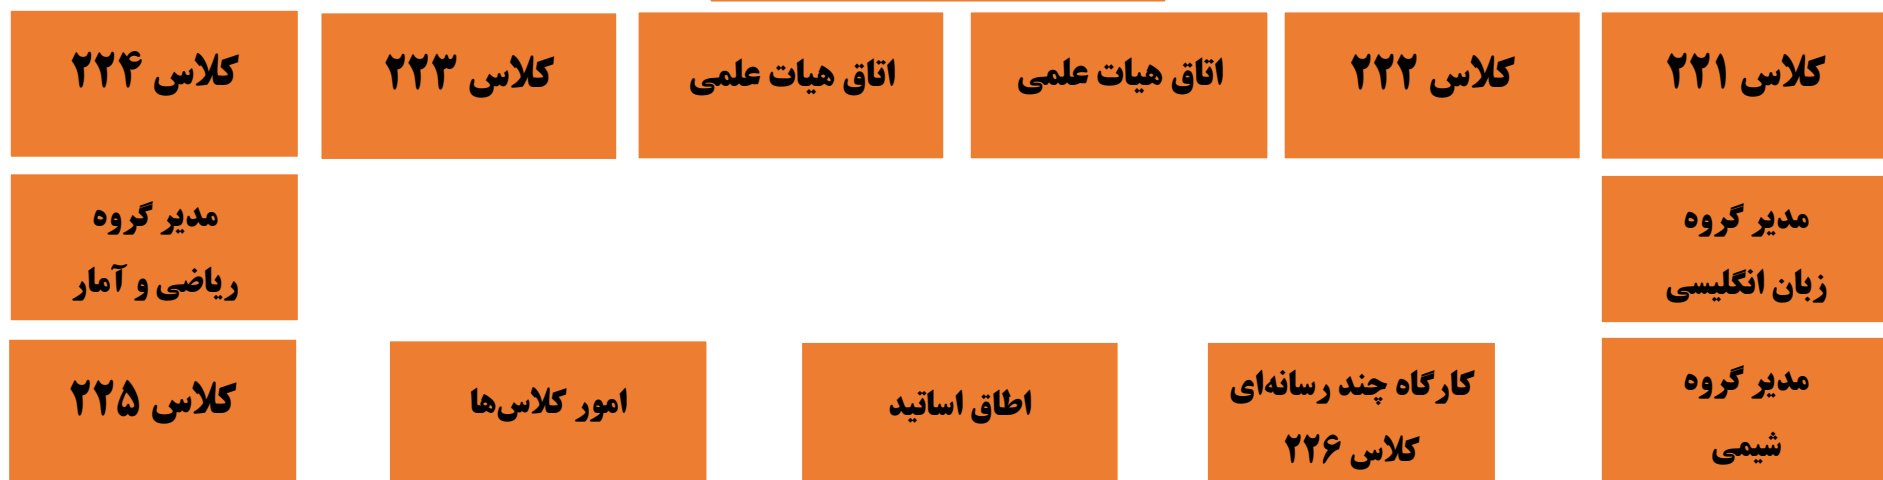 کلاس ۲۲۱
کلاس ۲۲۲
اتاق هیات علمی
اتاق هیات علمی
کلاس ۲۲۳
کلاس ۲۲۴
مدیر گروه
زبان انگلیسی
مدیر گروه
ریاضی و آمار
مدیر گروه
شیمی
کارگاه چند رسانه‌ای
کلاس ۲۲۶
اطاق اساتید
امور کلاس‌ها
کلاس ۲۲۵